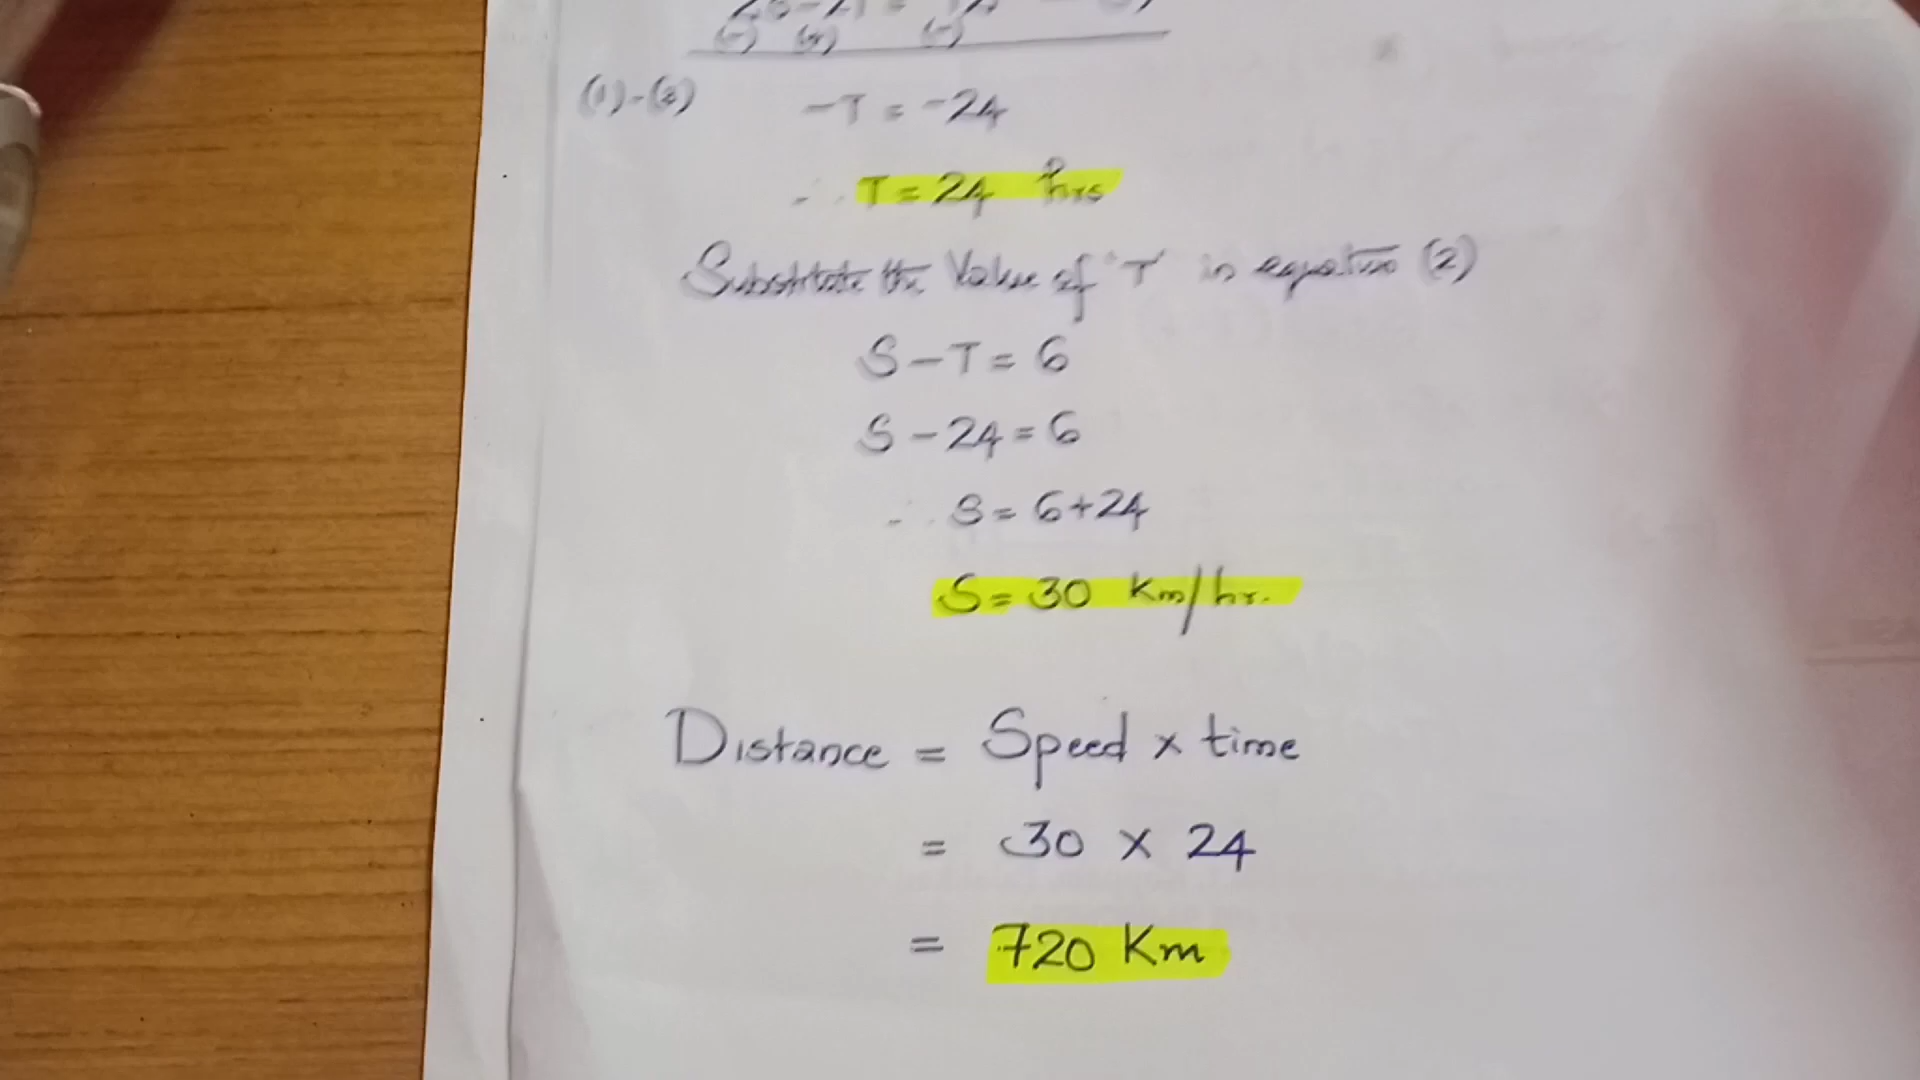 (-) (+) (-)
(1)-(3) -T = -24
∴ T = 24 hrs
Substitute the Value of 'T' in equation (2)
S - T = 6
S - 24 = 6
∴ S = 6+24
S = 30 Km/hr.
Distance = Speed x time
= 30 x 24
= 720 Km